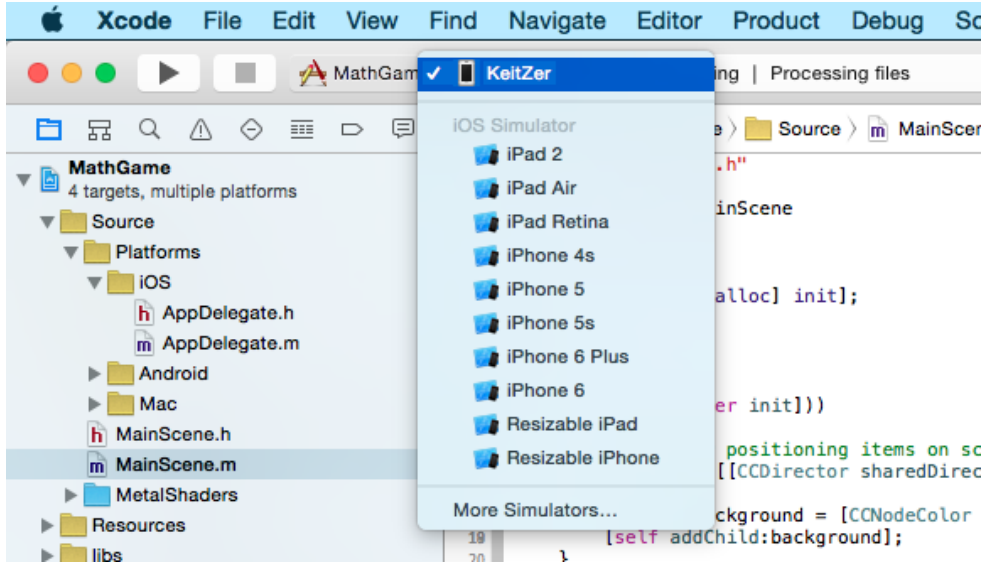 Xcode File Edit View Find Navigate Editor Product Debug
MathGam
KeitZer
ing | Processing files
iOS Simulator
iPad 2
iPad Air
iPad Retina
iPhone 4s
iPhone 5
iPhone 5s
iPhone 6 Plus
iPhone 6
Resizable iPad
Resizable iPhone
More Simulators...
MathGame
4 targets, multiple platforms
Source
Platforms
iOS
h AppDelegate.h
m AppDelegate.m
Android
Mac
h MainScene.h
m MainScene.m
MetalShaders
Resources
libs
e 〉 Source 〉 m MainScen
.h"
inScene
alloc] init];
er init]))
positioning items on sc
[[CCDirector sharedDirec
ckground = [CCNodeColor
19 [self addChild:background];
20 }